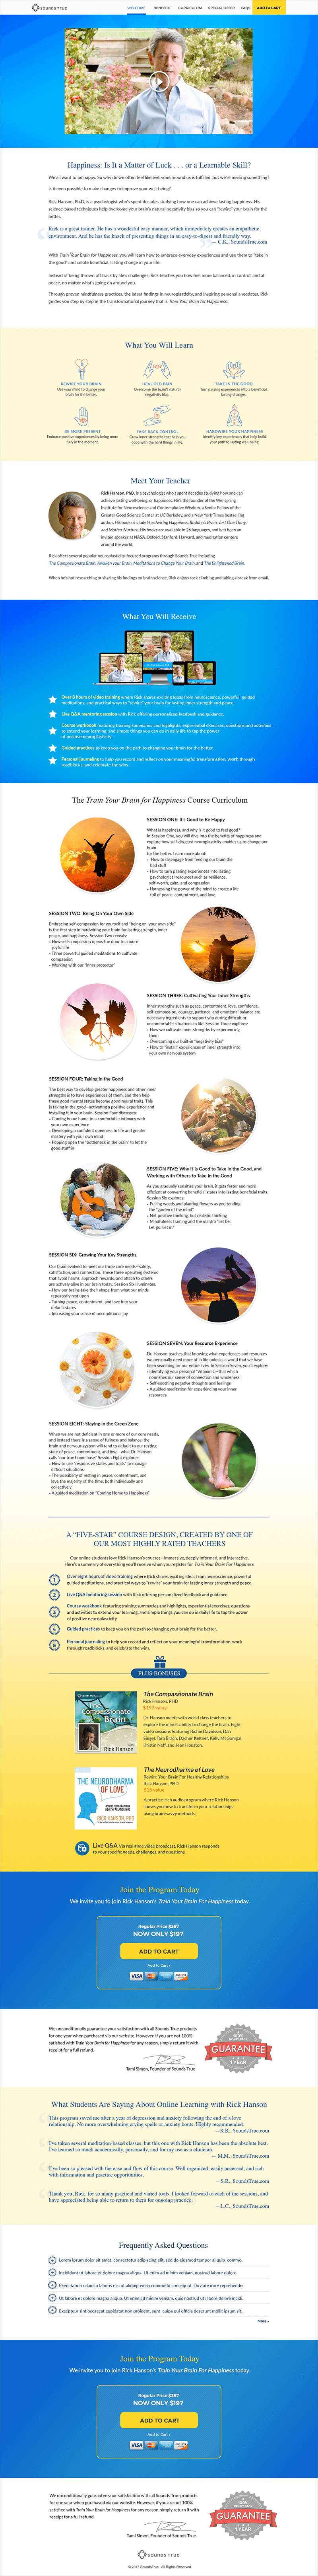 sounds true
WELCOME BENEFITS CURRICULUM SPECIAL OFFER FAQS ADD TO CART
Happiness: Is It a Matter of Luck . . . or a Learnable Skill?
We all want to be happy. So why do we often feel like everyone around us is fulfilled, but we're missing something?
Is it even possible to make changes to improve your well-being?
Rick Hanson, Ph.D, is a psychologist who's spent decades studying how one can achieve lasting happiness. His
science based techniques help overcome your brain's natural negativity bias so you can "rewire" your brain for the
better.
Rick is a great trainer. He has a wonderful easy manner, which immediately creates an empathic
environment. And he has the knack of presenting things in an easy-to-digest and friendly way.
— C.K., SoundsTrue.com
With Train Your Brain for Happiness, you will learn how to embrace everyday experiences and use them to "take in
the good" and create beneficial, lasting change in your life.
Instead of being thrown off track by life's challenges, Rick teaches you how feel more balanced, in control, and at
peace, no matter what's going on around you.
Through proven mindfulness practices, the latest findings in neuroplasticity, and inspiring personal anecdotes, Rick
guides you step by step in the transformational journey that is Train Your Brain for Happiness.
What You Will Learn
REWIRE YOUR BRAIN
Use your mind to change your
brain for the better.
HEAL OLD PAIN
Overcome the brain's natural
negativity bias.
TAKE IN THE GOOD
Turn passing experiences into a beneficial,
lasting changes.
BE MORE PRESENT
Embrace positive experiences by being more
fully in the moment.
TAKE BACK CONTROL
Grow inner strengths that help you
cope with the hard things in life.
HARDWIRE YOUR HAPPINESS
Identify key experiences that help build
your path to lasting well being.
Meet Your Teacher
Rick Hanson, PhD, is a psychologist who's spent decades studying how one can
achieve lasting well-being, or happiness. He's the founder of the Wellspring
Institute for Neuroscience and Contemplative Wisdom, a Senior Fellow of the
Greater Good Science Center at UC Berkeley, and a New York Times bestselling
author. His books include Hardwiring Happiness, Buddha's Brain, Just One Thing,
and Mother Nurture. His books are available in 26 languages, and he's been an
invited speaker at NASA, Oxford, Stanford, Harvard, and meditation centers
around the world.
Rick offers several popular neuroplasticity-focused programs through Sounds True including
The Compassionate Brain, Awaken your Brain, Meditations to Change Your Brain, and The Enlightened Brain.
When he's not researching or sharing his findings on brain science, Rick enjoys rock climbing and taking a break from email.
What You Will Receive
Over 8 hours of video training where Rick shares exciting ideas from neuroscience, powerful guided
meditations, and practical ways to "rewire" your brain for lasting inner strength and peace.
Live Q&A mentoring session with Rick offering personalized feedback and guidance.
Course workbook featuring training summaries and highlights, experiential exercises, questions and activities
to extend your learning, and simple things you can do in daily life to tap the power
of positive neuroplasticity.
Guided practices to keep you on the path to changing your brain for the better.
Personal journaling to help you record and reflect on your meaningful transformation, work through
roadblocks, and celebrate the wins.
The Train Your Brain for Happiness Course Curriculum
SESSION ONE: It's Good to Be Happy
What is happiness, and why is it good to feel good?
Session One, and will dive into the benefits of happiness and
explore how self directed neuroplasticity enables us to change our
brain
for the better. Learn more about:
• How to disengage from feeding our brain the
bad stuff
• How to turn passing experiences into lasting
psychological resources such as resilience,
self-worth, calm, and compassion
• Harnessing the power of the mind to create a life
full of peace, contentment, and love
SESSION TWO: Being On Your Own Side
Embracing self-compassion for yourself and "being on your own side"
is the first step in hardwiring your brain for lasting strength, inner
peace, and happiness. Session Two reveals:
• How self-compassion opens the door to a more
joyful life
• Three powerful guided meditations to cultivate
compassion
• Working with our "inner protector"
SESSION THREE: Cultivating Your Inner Strengths
Inner strengths such as peace, contentment, love, confidence,
self-compassion, courage, patience, and emotional balance are
necessary ingredients to support you during difficult or
uncomfortable situations in life. Session Three explores:
• How we cultivate inner strengths by experiencing
them
• Overcoming our built in "negativity bias"
• How to "install" experiences of inner strength into
your own nervous system
SESSION FOUR: Taking in the Good
The best way to develop greater happiness and other inner
strengths is to have experiences of them, and then help
these good mental states become good neural traits. This
is taking in the good—activating a positive experience and
installing it in your brain. Session Four discusses:
• Coming home home to a comfortable intimacy with
your own experience
• Developing a confident openness to life and greater
mastery with your own mind
• Popping open the "bottleneck in the brain" to let the
good stuff in
SESSION FIVE: Why It Is Good to Take In the Good, and
Working with Others to Take In the Good
As you gradually sensitize your brain, it gets faster and more
efficient at converting beneficial states into lasting beneficial traits.
Session Five explores:
• Pulling weeds and planting flowers as you tending
the "garden of the mind"
• Not positive thinking, but realistic thinking
• Mindfulness training and the mantra "Let be.
Let go. Let in."
SESSION SIX: Growing Your Key Strengths
Our brain evolved to meet our three core needs—safety,
satisfaction, and connection. These three operating systems
that avoid harms, approach rewards, and attach to others
are actively alive in our brain today. Session Six illuminates:
• How our brains take their shape from what our minds
repeatedly rest upon
• Turning peace, contentment, and love into your
default states
• Increasing your sense of unconditional joy
SESSION SEVEN: Your Resource Experience
Dr. Hanson teaches that knowing what experiences and resources
we personally need most of in life unlocks a world that we have
been searching for our entire lives. In Session Seven, you'll explore:
• Identifying your personal "Vitamin C—that which
nourishes our sense of connection and wholeness
• Self-soothing negative thoughts and feelings
• A guided meditation for experiencing your inner
resources
SESSION EIGHT: Staying in the Green Zone
When we are not deficient in one or more of our core needs,
and instead there is a sense of fullness and balance, the
brain and nervous system will tend to default to our resting
state of peace, contentment, and love—what Dr. Hanson
calls "our true home base." Session Eight explores:
• How to use "responsive states and traits" to manage
difficult situations
• The possibility of resting in peace, contentment, and
love the majority of the time, both individually and
collectively
• A guided meditation on "Coming Home to Happiness"
A "FIVE-STAR" COURSE DESIGN, CREATED BY ONE OF
OUR MOST HIGHLY RATED TEACHERS
Our online students love Rick Hanson's courses—immersive, deeply informed, and interactive.
Here's a summary of everything you'll receive when you register for Train Your Brain For Happiness
1 Over eight hours of video training where Rick shares exciting ideas from neuroscience, powerful
guided meditations, and practical ways to "rewire" your brain for lasting inner strength and peace.
2 Live Q&A mentoring session with Rick offering personalized feedback and guidance.
3 Course workbook featuring training summaries and highlights, experiential exercises, questions
and activities to extend your learning, and simple things you can do in daily life to tap the power
of positive neuroplasticity.
4 Guided practices to keep you on the path to changing your brain for the better.
5 Personal journaling to help you record and reflect on your meaningful transformation, work
through roadblocks, and celebrate the wins.
PLUS BONUSES
the
compassionate
Brain
RICK HANSON
The Compassionate Brain
Rick Hanson, PHD
$197 value
Dr. Hanson meets with world class teachers to
explore the mind's ability to change the brain. Eight
video sessions featuring Richie Davidson, Dan
Siegel, Tara Brach, Dacher Keltner, Kelly McGonigal,
Kristin Neff, and Jean Houston.
THE NEURODHARMA
OF LOVE
RICK HANSON, PHD
The Neurodharma of Love
Rewire Your Brain For Healthy Relationships
Rick Hanson, PHD
$35 value
A practice-rich audio program where Rick Hanson
shows you how to transform your relationships
using brain-savvy methods.
Live Q&A Via real-time video broadcast, Rick Hanson responds
to your specific needs, challenges, and questions.
Join the Program Today
We invite you to join Rick Hanson's Train Your Brain For Happiness today.
Regular Price $397
NOW ONLY $197
ADD TO CART
Add to Cart »
VISA
We unconditionally guarantee your satisfaction with all Sounds True products
for one year when purchased via our website. However, if you are not 100%
satisfied with Train Your Brain for Happiness for any reason, simply return it with
receipt for a full refund.
Tami Simon, Founder of Sounds True
GUARANTEE
1 YEAR
What Students Are Saying About Online Learning with Rick Hanson
This program served me after a year of depression and anxiety following the end of a love
relationship. No more overwhelming crying spells or anxiety bouts. Highly recommended.
—R.R., SoundsTrue.com
I've taken several meditation-based classes, but this one with Rick Hanson has been the absolute best.
I've learned so much academically, personally, and for my use as a clinician.
— M.M., SoundsTrue.com
I've been so pleased with the ease and flow of this course. Well organized, easily accessed, and rich
with information and practice opportunities.
—S.R., SoundsTrue.com
Thank you, Rick, for so many practical and varied tools. I looked forward to each of the sessions, and
have appreciated being able to return to them for ongoing practice.
—L.C., SoundsTrue.com
Frequently Asked Questions
Lorem ipsum dolor sit amet, consectetur adipiscing elit, sed do eiusmod tempor aliquip commo.
Incididunt ut labore et dolore magna aliqua. Ut enim ad minim veniam, nostrud labore dolore.
Exercitation ullamco laboris nisi ut aliquip ex ea commodo consequat. Duis aute irure reprehenderi.
Ut labore et dolore magna aliqua. Ut enim ad minim veniam, quis nostrud ut labore dolore incidi.
Excepteur sint occaecat cupidatat non proident, sunt culpa qui officia deserunt mollit ipsum sit.
More »
Join the Program Today
We invite you to join Rick Hanson's Train Your Brain For Happiness today.
Regular Price $397
NOW ONLY $197
ADD TO CART
Add to Cart »
VISA
We unconditionally guarantee your satisfaction with all Sounds True products
for one year when purchased via our website. However, if you are not 100%
satisfied with Train Your Brain for Happiness for any reason, simply return it with
receipt for a full refund.
Tami Simon, Founder of Sounds True
GUARANTEE
1 YEAR
sounds true
© 2017 SoundsTrue. All Rights Reserved.